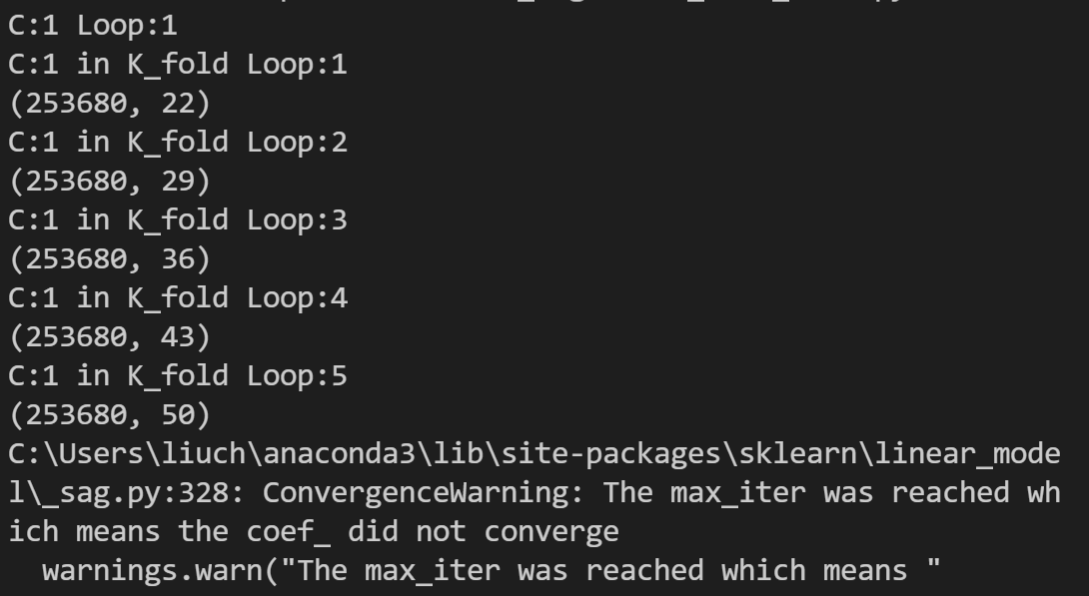 C:1 Loop:1
C:1 in K_fold Loop:1
(253680, 22)
C:1 in K_fold Loop:2
(253680, 29)
C:1 in K_fold Loop:3
(253680, 36)
C:1 in K_fold Loop:4
(253680, 43)
C:1 in K_fold Loop:5
(253680, 50)
C:\Users\liuch\anaconda3\lib\site-packages\sklearn\linear_mode
l\_sag.py:328: ConvergenceWarning: The max_iter was reached wh
ich means the coef_ did not converge
  warnings.warn("The max_iter was reached which means "